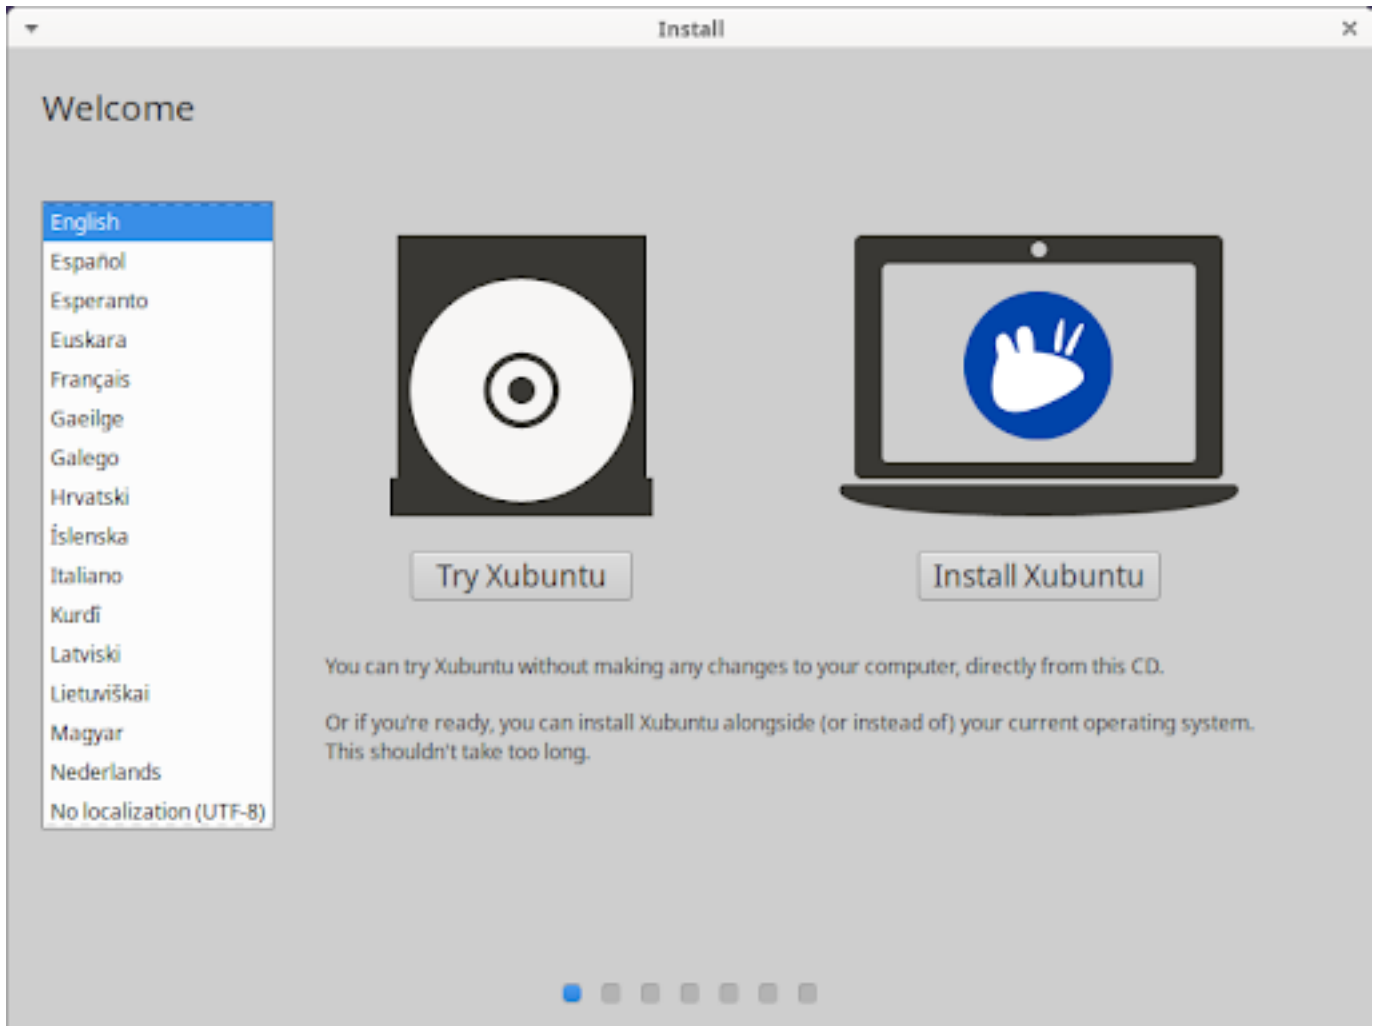 Install
Welcome
English
Español
Esperanto
Euskara
Français
Gaeilge
Galego
Hrvatski
Íslenska
Italiano
Kurdî
Latviski
Lietuviškai
Magyar
Nederlands
No localization (UTF-8)
Try Xubuntu
Install Xubuntu
You can try Xubuntu without making any changes to your computer, directly from this CD.
Or if you're ready, you can install Xubuntu alongside (or instead of) your current operating system.
This shouldn't take too long.